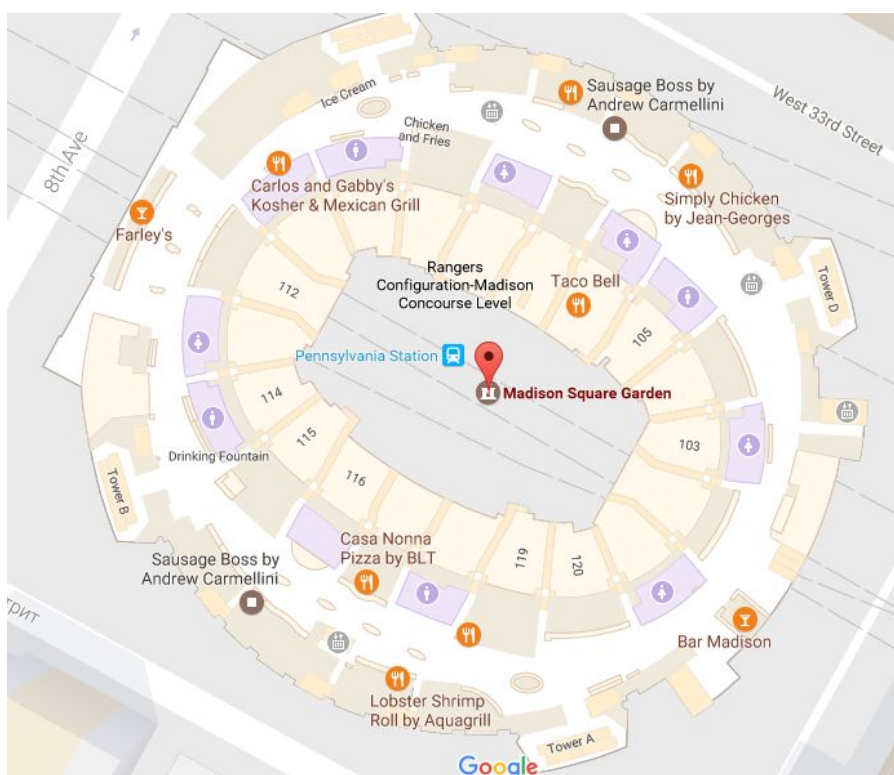 Sausage Boss by
Andrew Carmellini
West 33rd Street
8th Ave
Ice Cream
Chicken
and Fries
Carlos and Gabby's
Kosher & Mexican Grill
Simply Chicken
by Jean-Georges
Farley's
Rangers
Configuration-Madison
Concourse Level
Taco Bell
Tower D
112
105
Pennsylvania Station
Madison Square Garden
114
103
115
Drinking Fountain
116
Tower B
Casa Nonna
Pizza by BLT
119
120
Sausage Boss by
Andrew Carmellini
трит
Bar Madison
Lobster Shrimp
Roll by Aquagrill
Tower A
Google